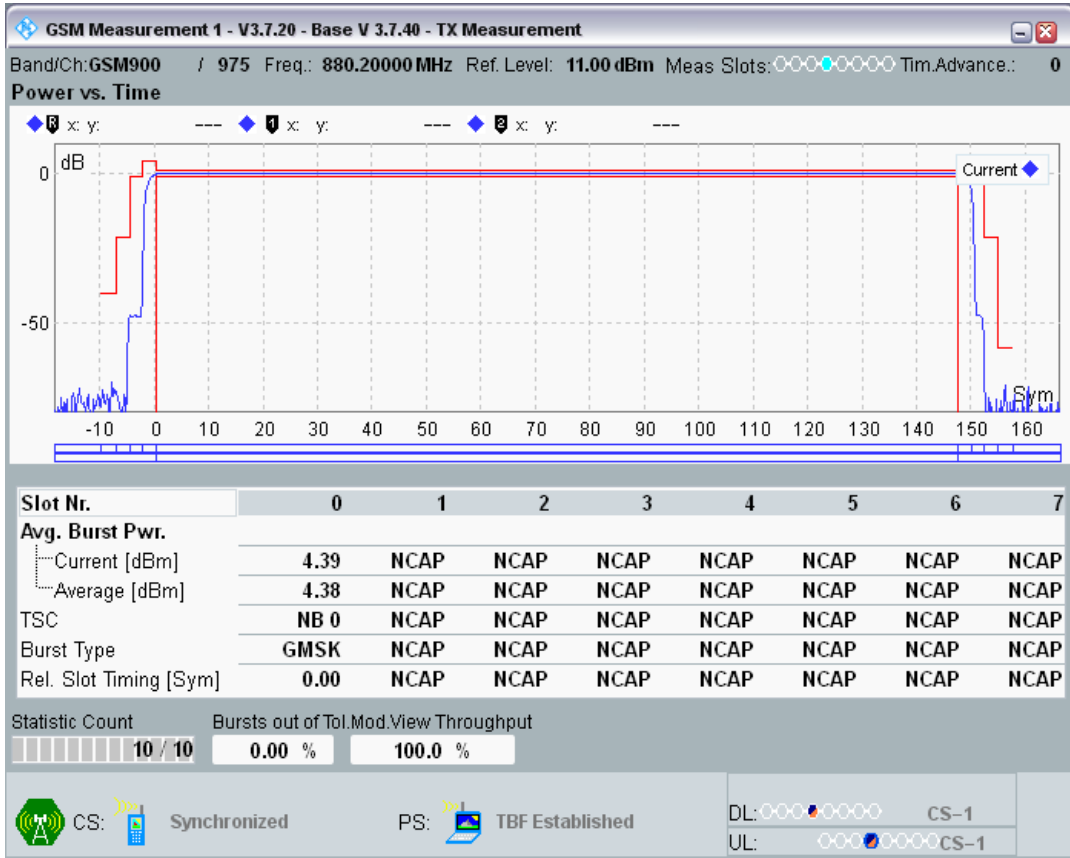 GSM Measurement 1 - V3.7.20 - Base V 3.7.40 - TX Measurement
Band/Ch:GSM900 / 975 Freq.: 880.20000 MHz Ref. Level: 11.00 dBm Meas Slots: Tim.Advance.: 0
Power vs. Time
R x: y: --- 1 x: y: --- 2 x: y: ---
dB
Current
0
-50
Sym
-10 0 10 20 30 40 50 60 70 80 90 100 110 120 130 140 150 160
Slot Nr. 0 1 2 3 4 5 6 7
Avg. Burst Pwr.
Current [dBm] 4.39 NCAP NCAP NCAP NCAP NCAP NCAP NCAP
Average [dBm] 4.38 NCAP NCAP NCAP NCAP NCAP NCAP NCAP
TSC NB 0 NCAP NCAP NCAP NCAP NCAP NCAP NCAP
Burst Type GMSK NCAP NCAP NCAP NCAP NCAP NCAP NCAP
Rel. Slot Timing [Sym] 0.00 NCAP NCAP NCAP NCAP NCAP NCAP NCAP
Statistic Count Bursts out of Tol.Mod.View Throughput
10 / 10 0.00 % 100.0 %
CS: Synchronized PS: TBF Established
DL: CS-1
UL: CS-1